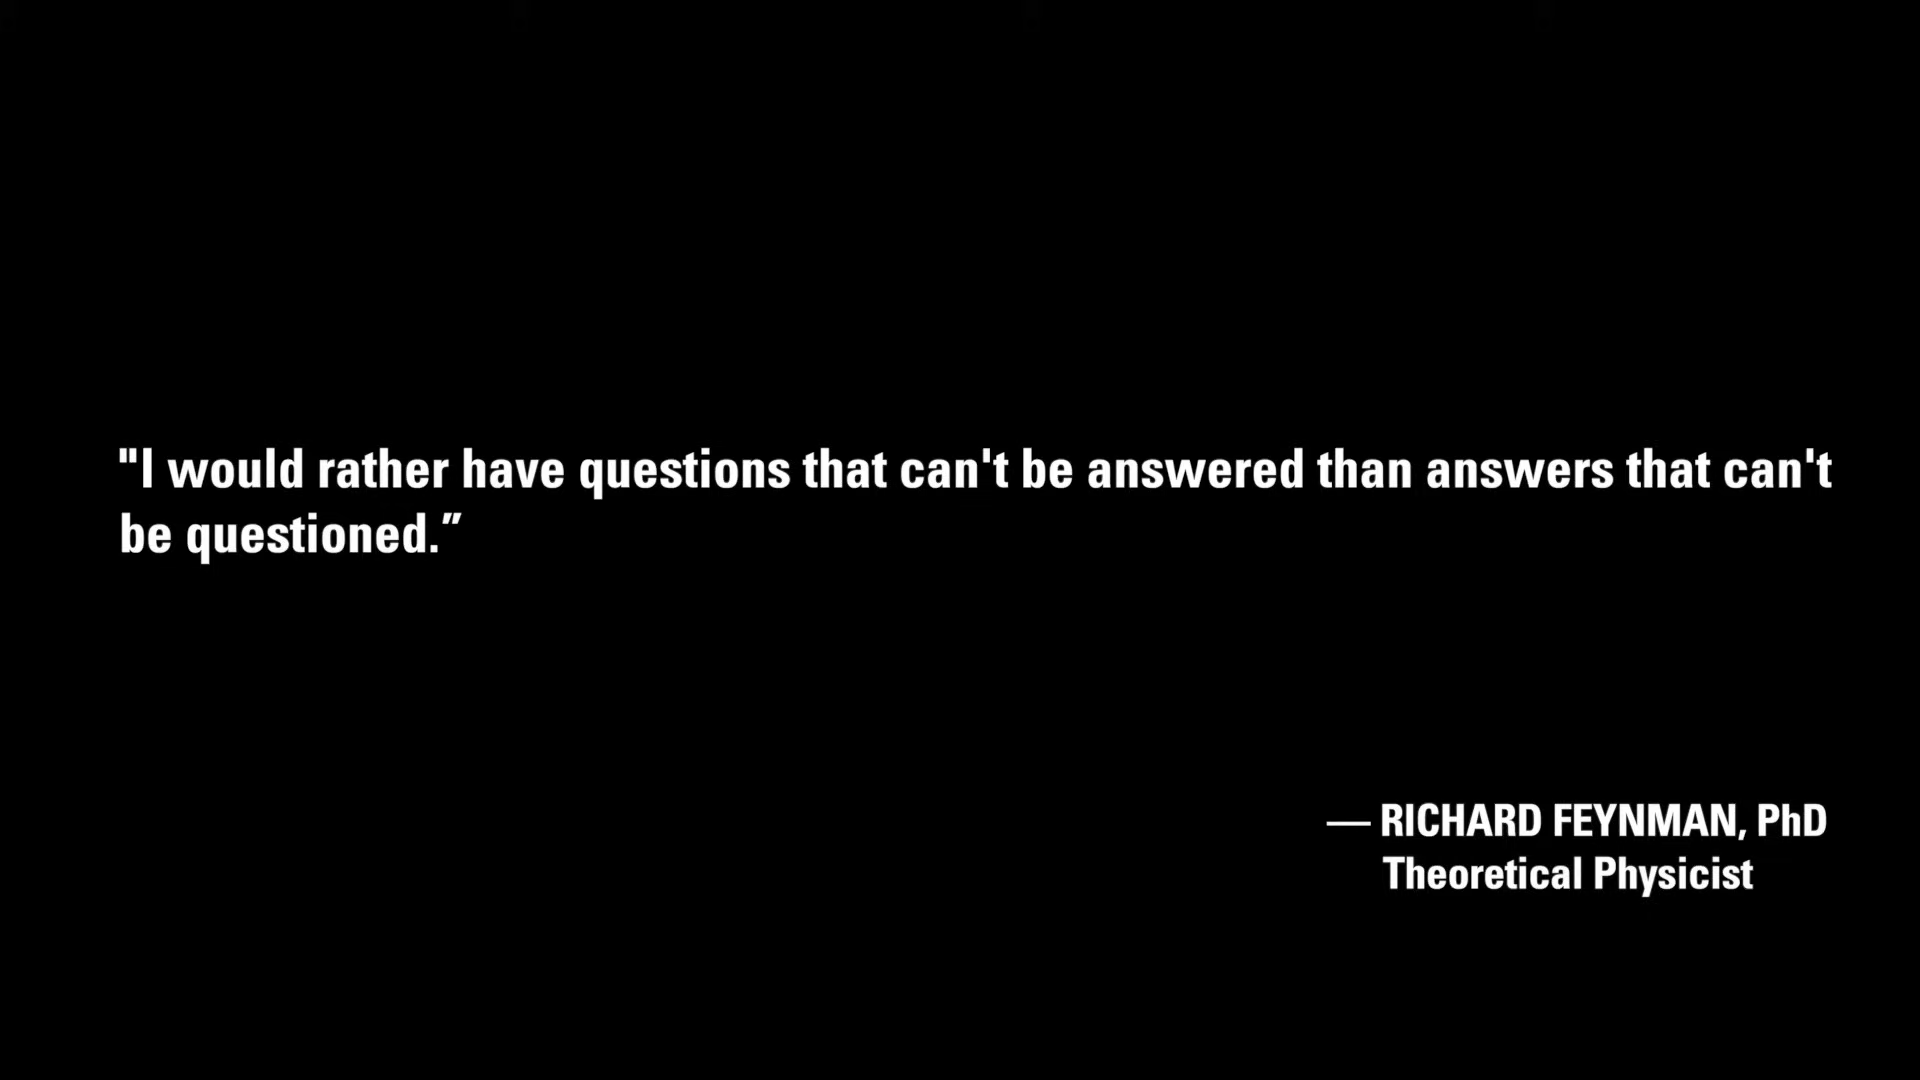 "I would rather have questions that can't be answered than answers that can't
be questioned.”
— RICHARD FEYNMAN, PhD
Theoretical Physicist